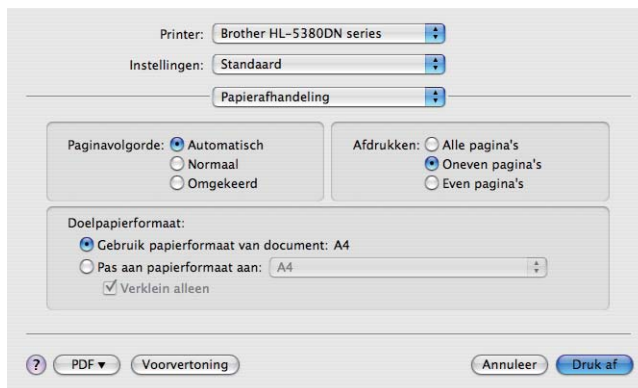 Printer: Brother HL-5380DN series
Instellingen: Standaard
Papierafhandeling
Paginavolgorde: Automatisch
Normaal
Omgekeerd
Afdrukken: Alle pagina's
Oneven pagina's
Even pagina's
Doelpapierformaat:
Gebruik papierformaat van document: A4
Pas aan papierformaat aan: A4
Verklein alleen
? PDF ▼ Voorvertoning Annuleer Druk af